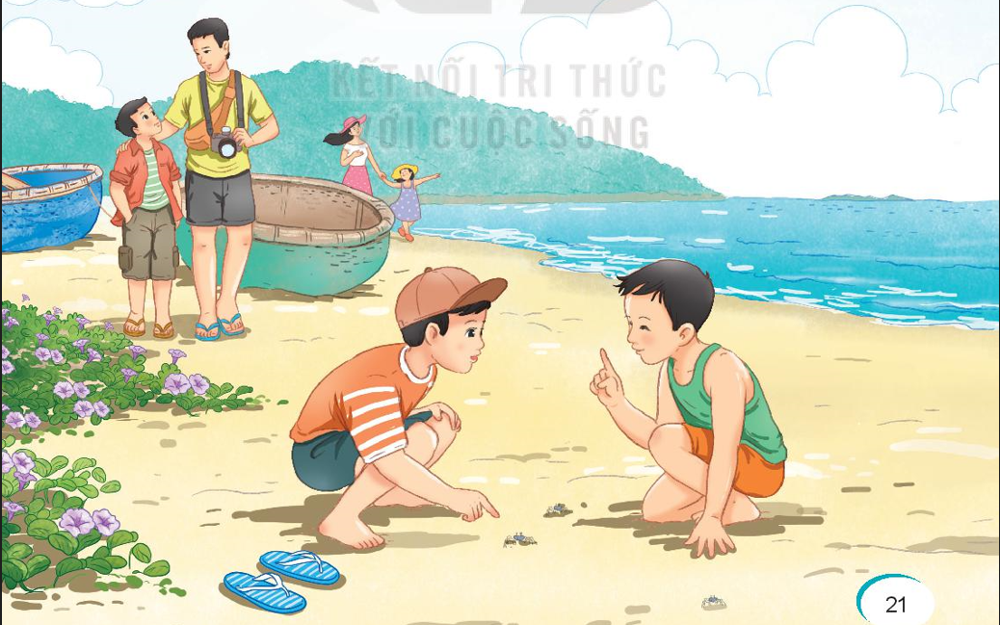 KẾT NỐI TRI THỨC
VỚI CUỘC SỐNG
21